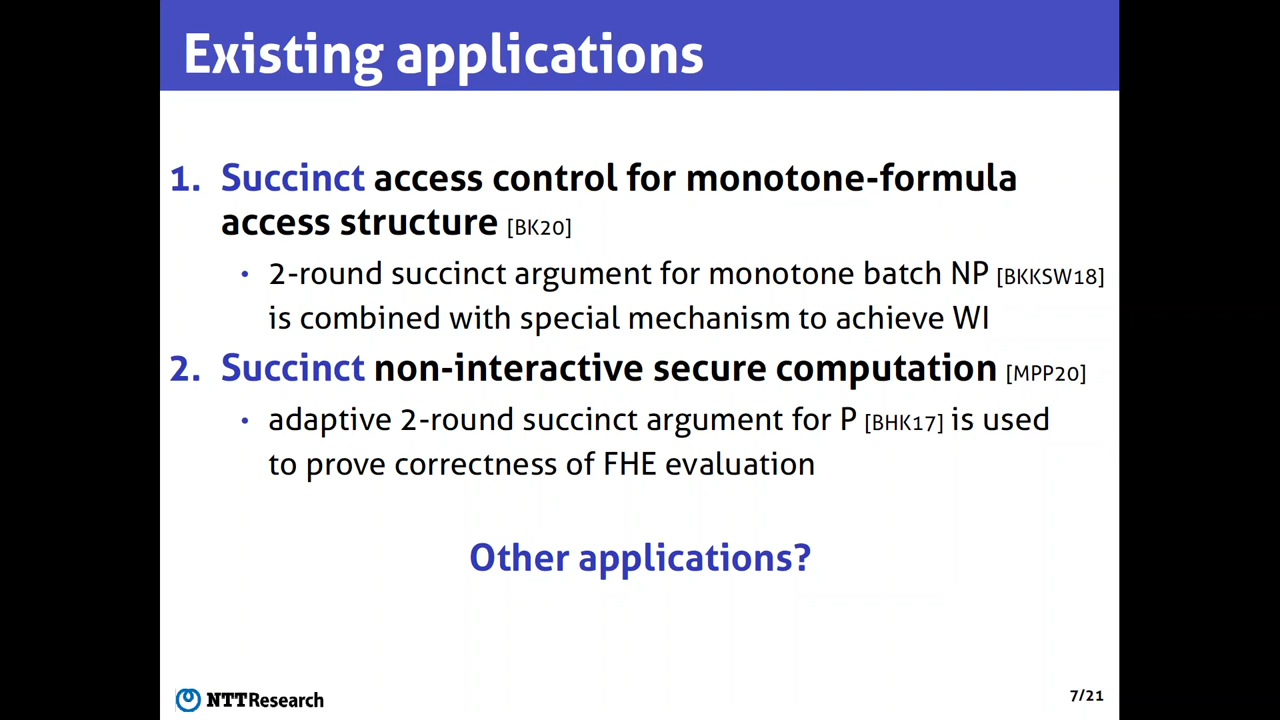 Existing applications
1. Succinct access control for monotone-formula
access structure [BK20]
• 2-round succinct argument for monotone batch NP [BKKSW18]
is combined with special mechanism to achieve WI
2. Succinct non-interactive secure computation [MPP20]
• adaptive 2-round succinct argument for P [BHK17] is used
to prove correctness of FHE evaluation
Other applications?
NTTResearch
7/21